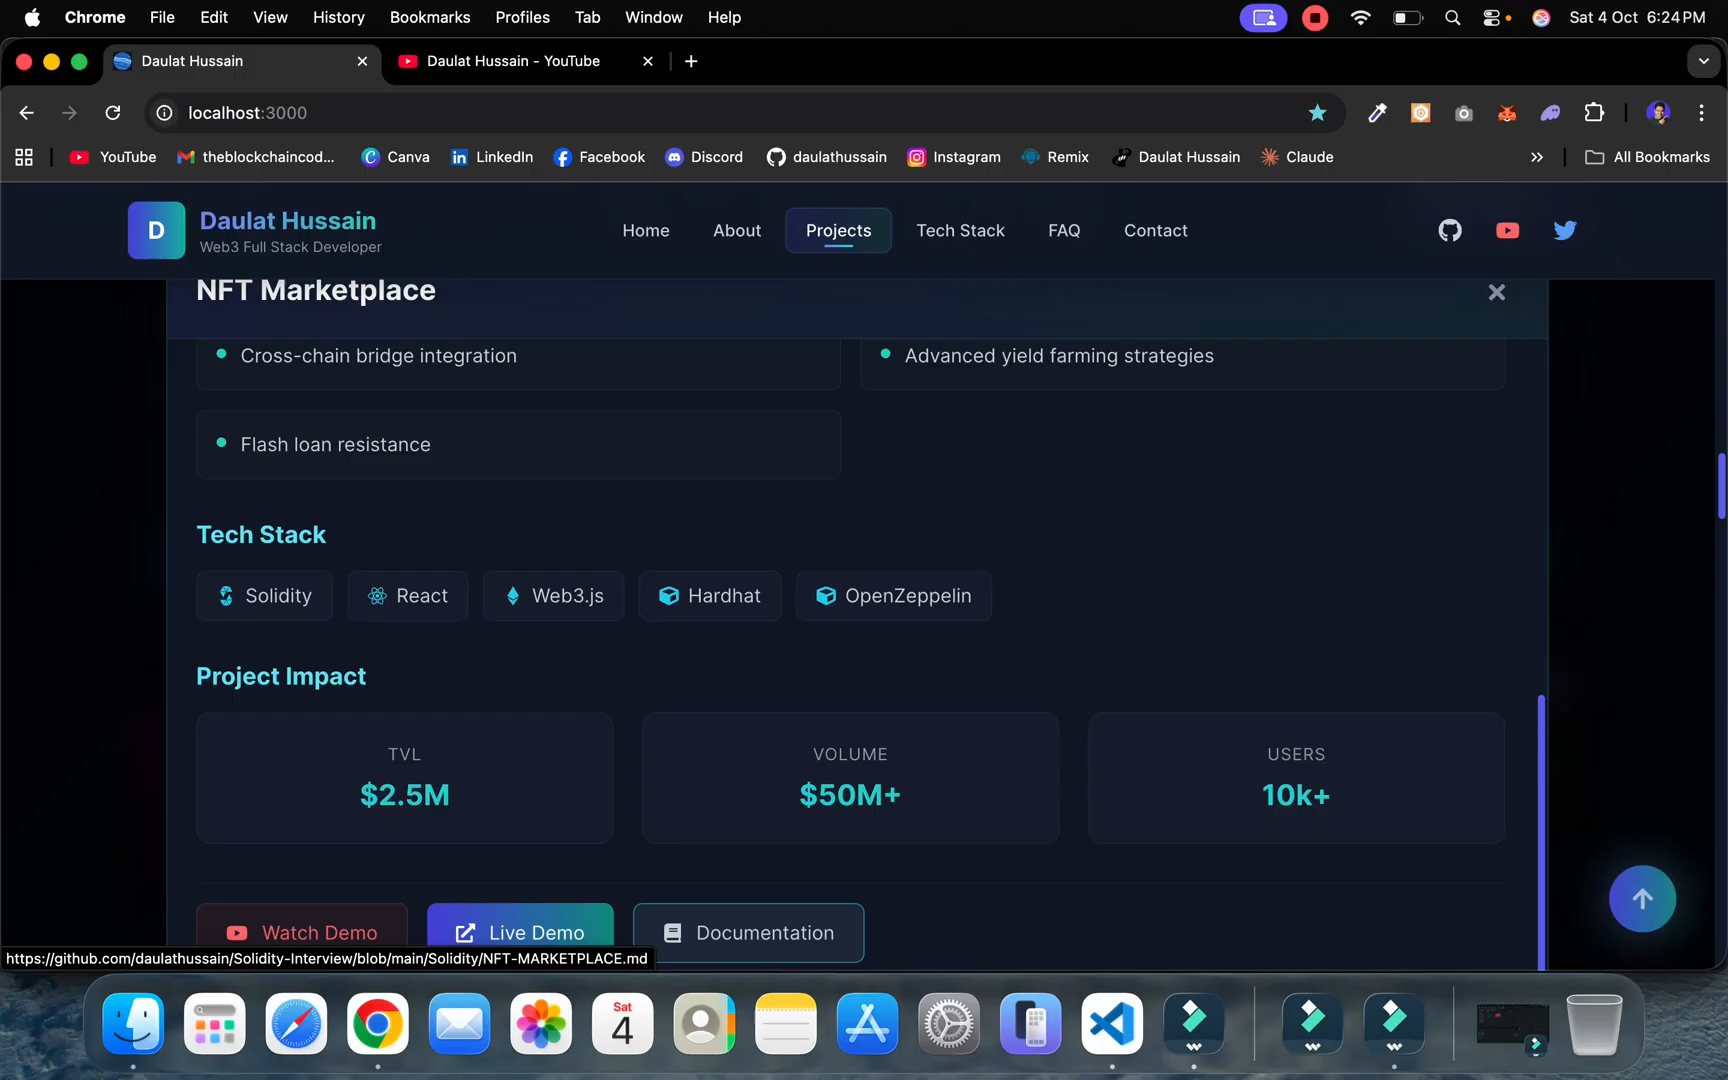 Chrome File Edit View History Bookmarks Profiles Tab Window Help Sat 4 Oct 6:24 PM
Daulat Hussain Daulat Hussain - YouTube
localhost:3000
YouTube theblockchaincod... Canva LinkedIn Facebook Discord daulathussain Instagram Remix Daulat Hussain Claude All Bookmarks
D
Daulat Hussain
Web3 Full Stack Developer
Home About Projects Tech Stack FAQ Contact
NFT Marketplace
Cross-chain bridge integration Advanced yield farming strategies
Flash loan resistance
Tech Stack
Solidity React Web3.js Hardhat OpenZeppelin
Project Impact
TVL VOLUME USERS
$2.5M $50M+ 10k+
Watch Demo Live Demo Documentation
https://github.com/daulathussain/Solidity-Interview/blob/main/Solidity/NFT-MARKETPLACE.md
Sat
4